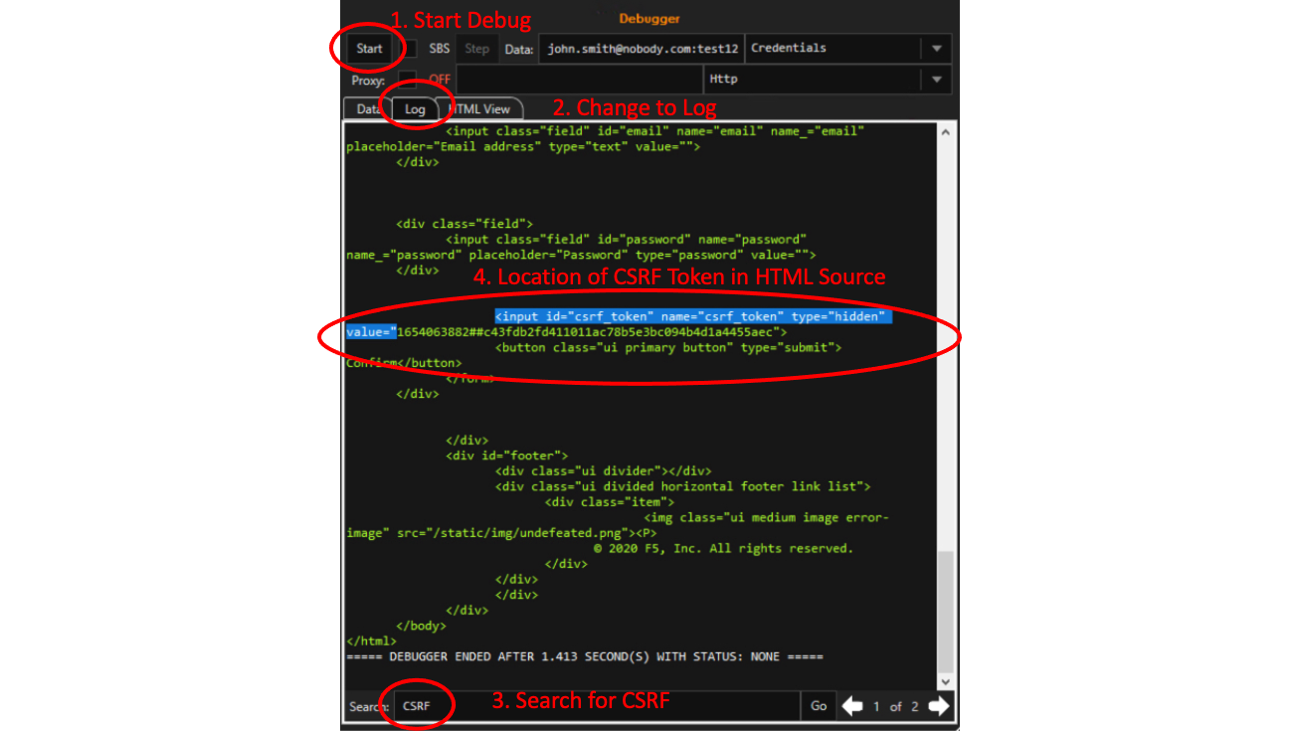 1. Start Debug
Debugger
Start SBS Step Data: john.smith@nobody.com:test12 Credentials
Proxy: OFF Http
Data Log HTML View
2. Change to Log
<input class="field" id="email" name="email" name_="email"
placeholder="Email address" type="text" value="">
</div>
<div class="field">
<input class="field" id="password" name="password"
name_="password" placeholder="Password" type="password" value="">
</div>
4. Location of CSRF Token in HTML Source
<input id="csrf_token" name="csrf_token" type="hidden"
value="1654063882##c43fdb2fd411011ac78b5e3bc094b4d1a4455aec">
<button class="ui primary button" type="submit">
Confirm</button>
</form>
</div>
</div>
<div id="footer">
<div class="ui divider"></div>
<div class="ui divided horizontal footer link list">
<div class="item">
<img class="ui medium image error-
image" src="/static/img/undefeated.png"><P>
© 2020 F5, Inc. All rights reserved.
</div>
</div>
</div>
</div>
</body>
</html>
===== DEBUGGER ENDED AFTER 1.413 SECOND(S) WITH STATUS: NONE =====
3. Search for CSRF
Search: CSRF Go 1 of 2